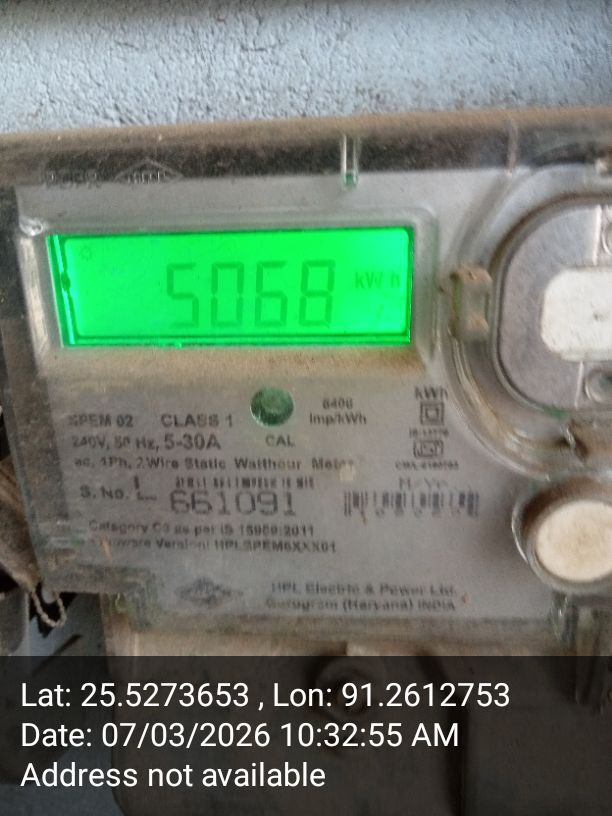 5068 kWh
kWh
SPEM 02 CLASS 1 6400
Imp/kWh
240V, 50 Hz, 5-30A CAL
ac, 1Ph, 2 Wire Static Watthour Meter
S. No. L 661091
Category C3 as per IS 15959:2011
HPL Electric & Power Ltd.
Gurugram (Haryana) INDIA
Lat: 25.5273653 , Lon: 91.2612753
Date: 07/03/2026 10:32:55 AM
Address not available